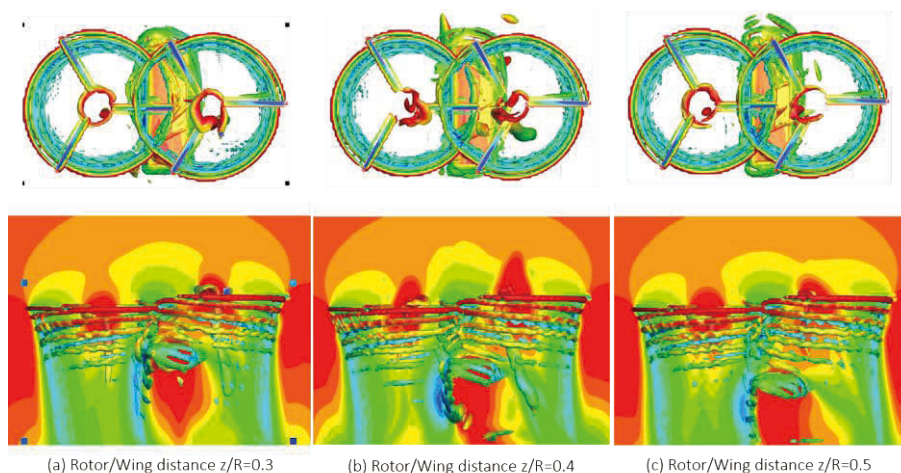 (a) Rotor/Wing distance z/R=0.3
(b) Rotor/Wing distance z/R=0.4
(c) Rotor/Wing distance z/R=0.5